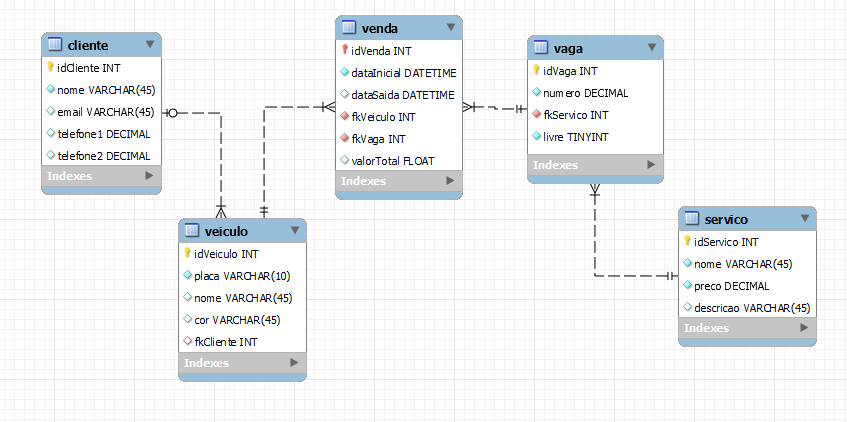 cliente
idCliente INT
nome VARCHAR(45)
email VARCHAR(45)
telefone1 DECIMAL
telefone2 DECIMAL
Indexes
venda
idVenda INT
dataInicial DATETIME
dataSaida DATETIME
fkVeiculo INT
fkVaga INT
valorTotal FLOAT
Indexes
vaga
idVaga INT
numero DECIMAL
fkServico INT
livre TINYINT
Indexes
veiculo
idVeiculo INT
placa VARCHAR(10)
nome VARCHAR(45)
cor VARCHAR(45)
fkCliente INT
Indexes
servico
idServico INT
nome VARCHAR(45)
preco DECIMAL
descricao VARCHAR(45)
Indexes